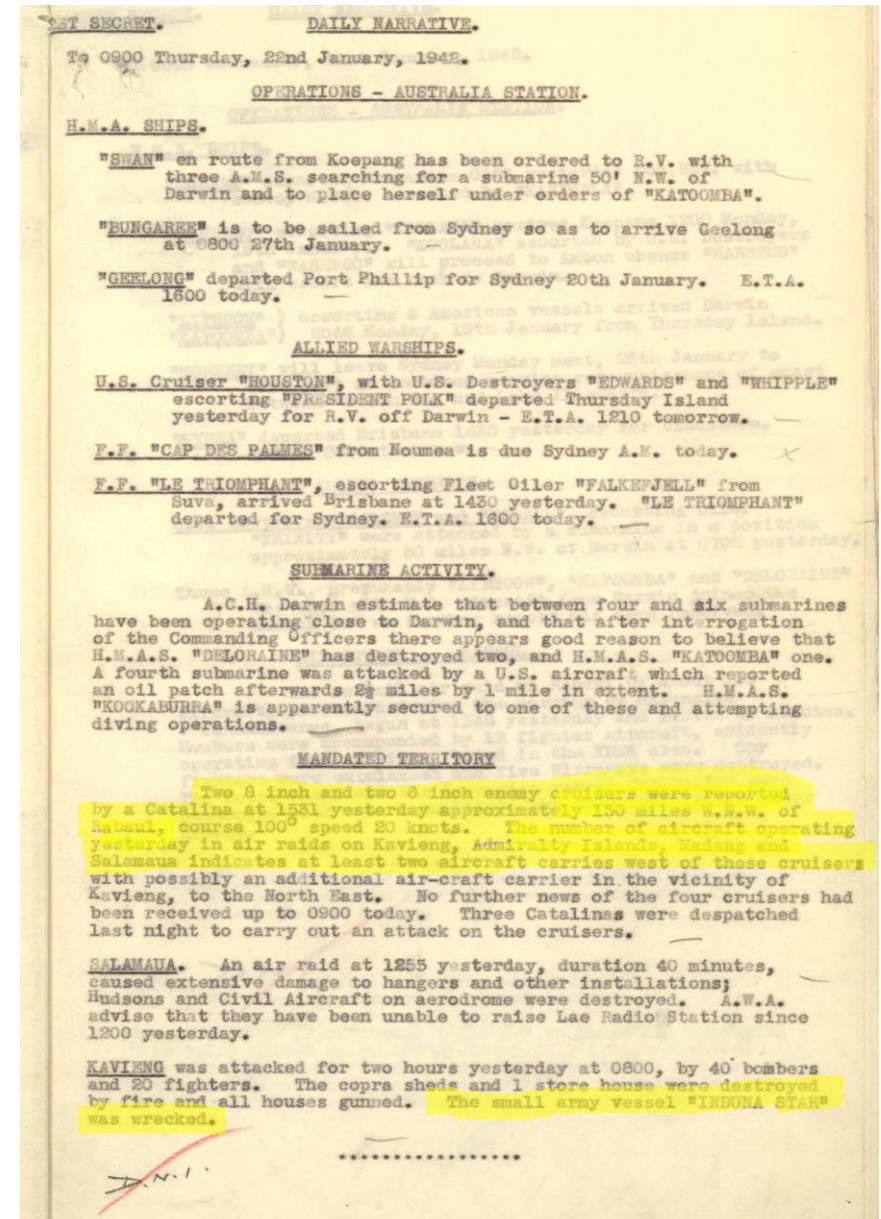 ST SECRET. DAILY NARRATIVE.
To 0900 Thursday, 22nd January, 1942.
OPERATIONS - AUSTRALIA STATION.
H.M.A. SHIPS.
"SWAN" en route from Koepang has been ordered to R.V. with
three A.M.S. searching for a submarine 50' N.W. of
Darwin and to place herself under orders of "KATOOMBA".
"BUNGAREE" is to be sailed from Sydney so as to arrive Geelong
at 0800 27th January.
"GEELONG" departed Port Phillip for Sydney 20th January. E.T.A.
1600 today.
ALLIED WARSHIPS.
U.S. Cruiser "HOUSTON", with U.S. Destroyers "EDWARDS" and "WHIPPLE"
escorting "PRESIDENT POLK" departed Thursday Island
yesterday for R.V. off Darwin - E.T.A. 1210 tomorrow.
F.F. "CAP DES PALMES" from Noumea is due Sydney A.M. today.
F.F. "LE TRIOMPHANT", escorting Fleet Oiler "FALKEFJELL" from
Suva, arrived Brisbane at 1430 yesterday. "LE TRIOMPHANT"
departed for Sydney. E.T.A. 1600 today.
SUBMARINE ACTIVITY.
A.C.H. Darwin estimate that between four and six submarines
have been operating close to Darwin, and that after interrogation
of the Commanding Officers there appears good reason to believe that
H.M.A.S. "DELORAINE" has destroyed two, and H.M.A.S. "KATOOMBA" one.
A fourth submarine was attacked by a U.S. aircraft which reported
an oil patch afterwards 2½ miles by 1 mile in extent. H.M.A.S.
"KOOKABURRA" is apparently secured to one of these and attempting
diving operations.
MANDATED TERRITORY
Two 8 inch and two 6 inch enemy cruisers were reported
by a Catalina at 1531 yesterday approximately 150 miles W.N.W. of
Rabaul, course 100° speed 20 knots. The number of aircraft operating
yesterday in air raids on Kavieng, Admiralty Islands, Madang and
Salamaua indicates at least two aircraft carries west of these cruisers
with possibly an additional air-craft carrier in the vicinity of
Kavieng, to the North East. No further news of the four cruisers had
been received up to 0900 today. Three Catalinas were despatched
last night to carry out an attack on the cruisers.
SALAMAUA. An air raid at 1255 yesterday, duration 40 minutes,
caused extensive damage to hangers and other installations;
Hudsons and Civil Aircraft on aerodrome were destroyed. A.W.A.
advise that they have been unable to raise Lae Radio Station since
1200 yesterday.
KAVIENG was attacked for two hours yesterday at 0800, by 40 bombers
and 20 fighters. The copra sheds and 1 store house were destroyed
by fire and all houses gunned. The small army vessel "INDUNA STAR"
was wrecked.
.................
D.N.I.